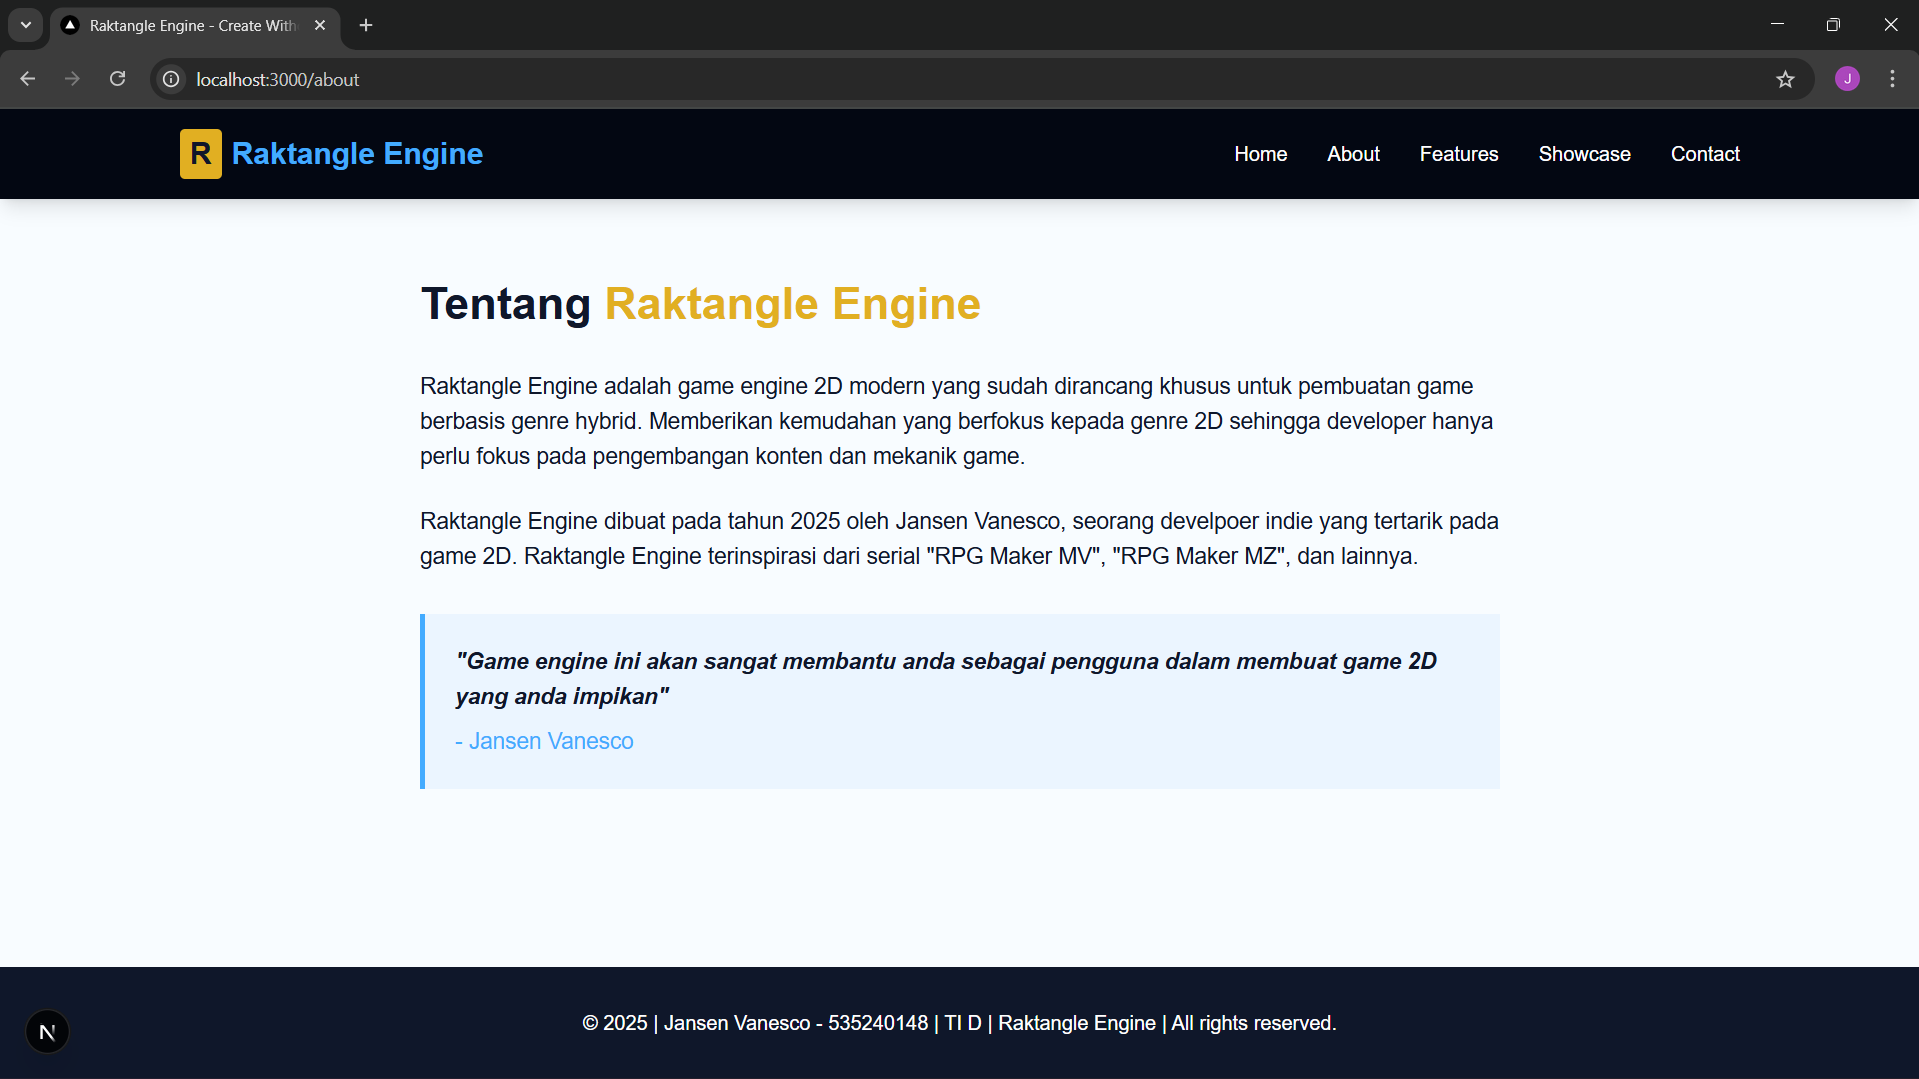 Raktangle Engine - Create With
localhost:3000/about
J
R Raktangle Engine
Home About Features Showcase Contact
Tentang Raktangle Engine
Raktangle Engine adalah game engine 2D modern yang sudah dirancang khusus untuk pembuatan game
berbasis genre hybrid. Memberikan kemudahan yang berfokus kepada genre 2D sehingga developer hanya
perlu fokus pada pengembangan konten dan mekanik game.
Raktangle Engine dibuat pada tahun 2025 oleh Jansen Vanesco, seorang develpoer indie yang tertarik pada
game 2D. Raktangle Engine terinspirasi dari serial "RPG Maker MV", "RPG Maker MZ", dan lainnya.
"Game engine ini akan sangat membantu anda sebagai pengguna dalam membuat game 2D
yang anda impikan"
- Jansen Vanesco
© 2025 | Jansen Vanesco - 535240148 | TI D | Raktangle Engine | All rights reserved.
N